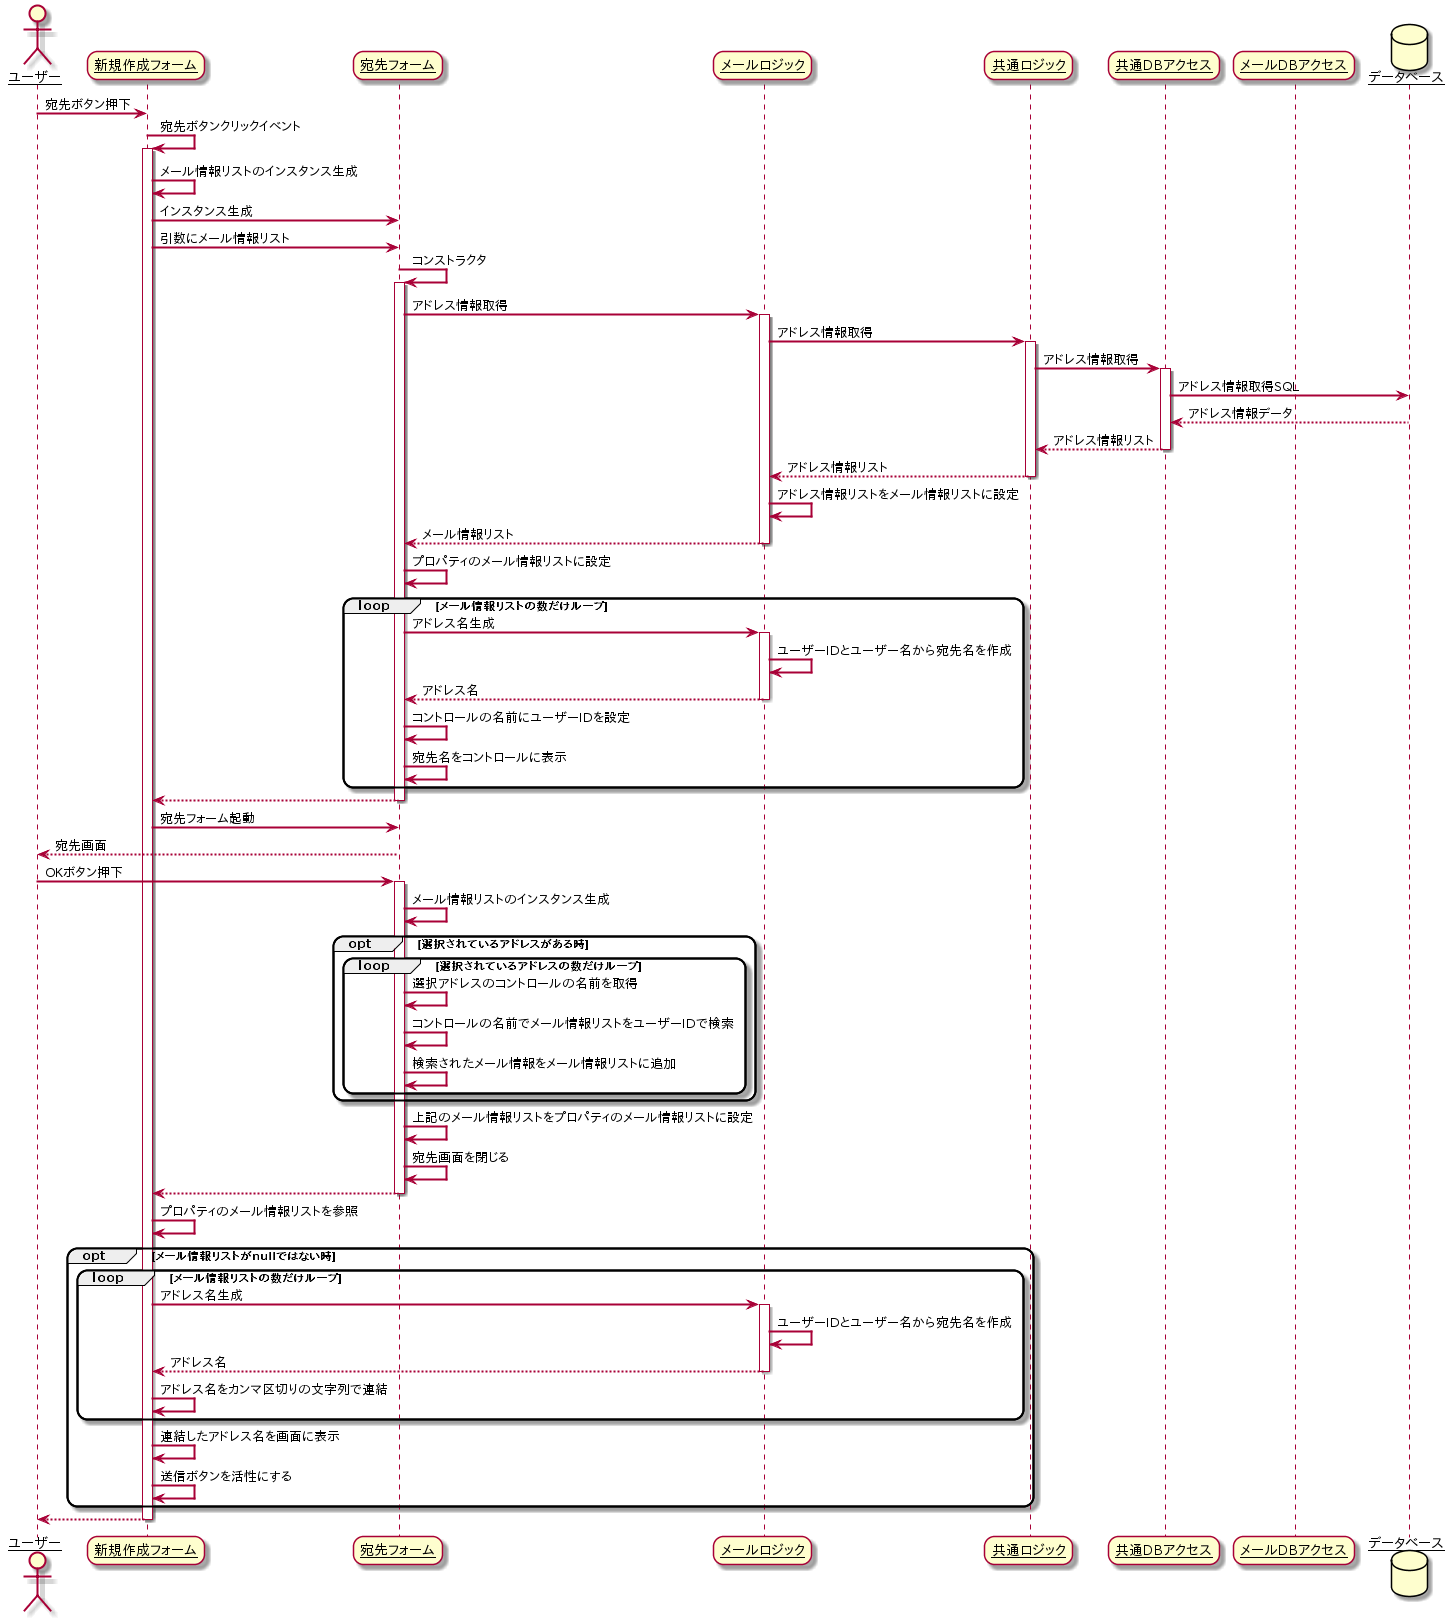 ユーザー
新規作成フォーム
宛先フォーム
メールロジック
共通ロジック
共通DBアクセス
メールDBアクセス
データベース
宛先ボタン押下
宛先ボタンクリックイベント
メール情報リストのインスタンス生成
インスタンス生成
引数にメール情報リスト
コンストラクタ
アドレス情報取得
アドレス情報取得
アドレス情報取得
アドレス情報取得SQL
アドレス情報データ
アドレス情報リスト
アドレス情報リスト
アドレス情報リストをメール情報リストに設定
メール情報リスト
プロパティのメール情報リストに設定
loop [メール情報リストの数だけループ]
アドレス名生成
ユーザーIDとユーザー名から宛先名を作成
アドレス名
コントロールの名前にユーザーIDを設定
宛先名をコントロールに表示
宛先フォーム起動
宛先画面
OKボタン押下
メール情報リストのインスタンス生成
opt [選択されているアドレスがある時]
loop [選択されているアドレスの数だけループ]
選択アドレスのコントロールの名前を取得
コントロールの名前でメール情報リストをユーザーIDで検索
検索されたメール情報をメール情報リストに追加
上記のメール情報リストをプロパティのメール情報リストに設定
宛先画面を閉じる
プロパティのメール情報リストを参照
opt [メール情報リストがnullではない時]
loop [メール情報リストの数だけループ]
アドレス名生成
ユーザーIDとユーザー名から宛先名を作成
アドレス名
アドレス名をカンマ区切りの文字列で連結
連結したアドレス名を画面に表示
送信ボタンを活性にする
ユーザー
新規作成フォーム
宛先フォーム
メールロジック
共通ロジック
共通DBアクセス
メールDBアクセス
データベース